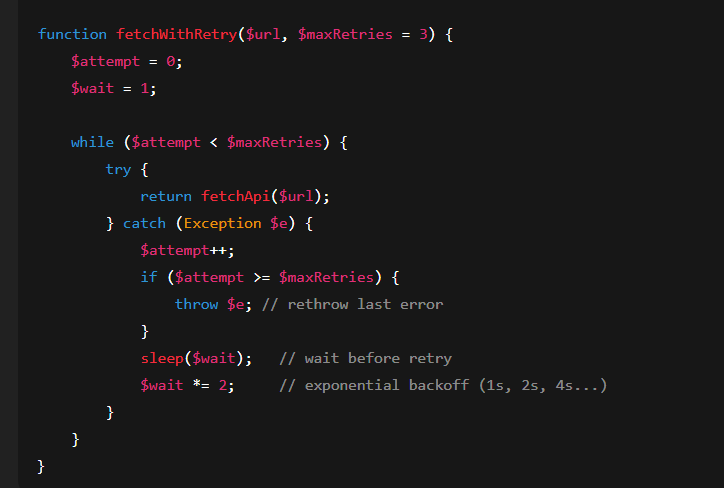 function fetchWithRetry($url, $maxRetries = 3) {
    $attempt = 0;
    $wait = 1;

    while ($attempt < $maxRetries) {
        try {
            return fetchApi($url);
        } catch (Exception $e) {
            $attempt++;
            if ($attempt >= $maxRetries) {
                throw $e; // rethrow last error
            }
            sleep($wait);   // wait before retry
            $wait *= 2;     // exponential backoff (1s, 2s, 4s...)
        }
    }
}